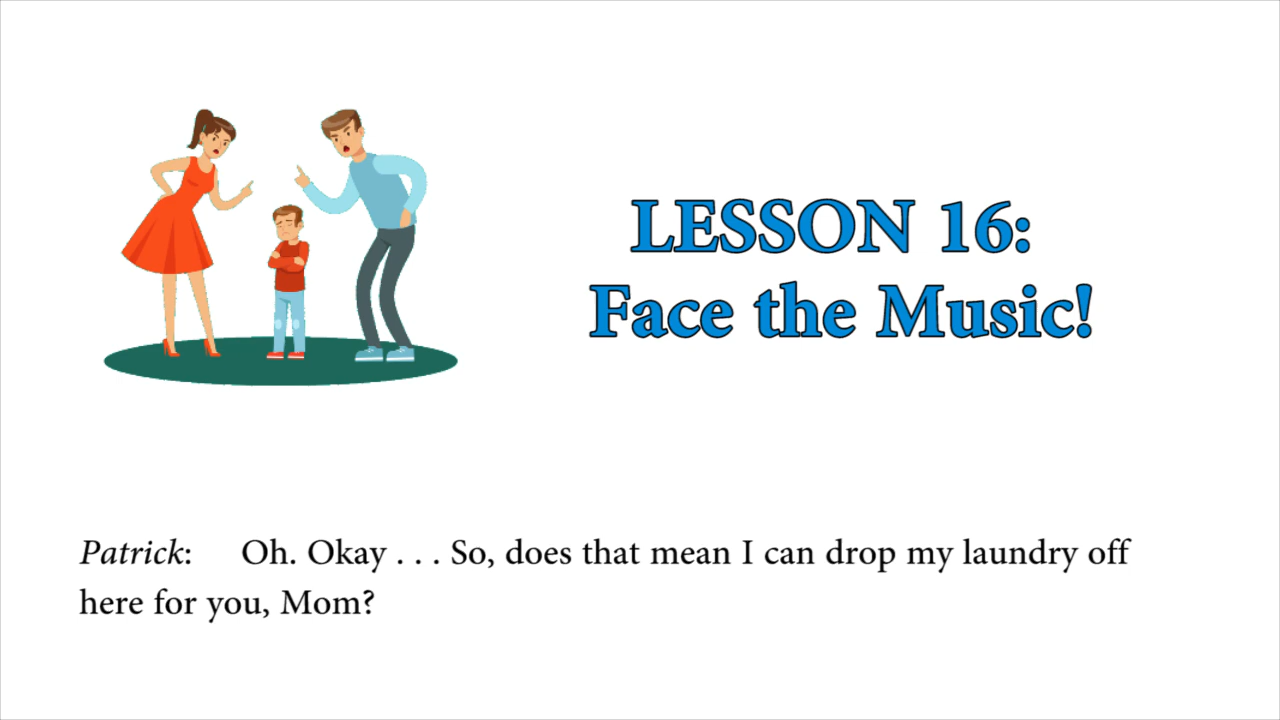 LESSON 16:
Face the Music!
Patrick: Oh. Okay . . . So, does that mean I can drop my laundry off
here for you, Mom?